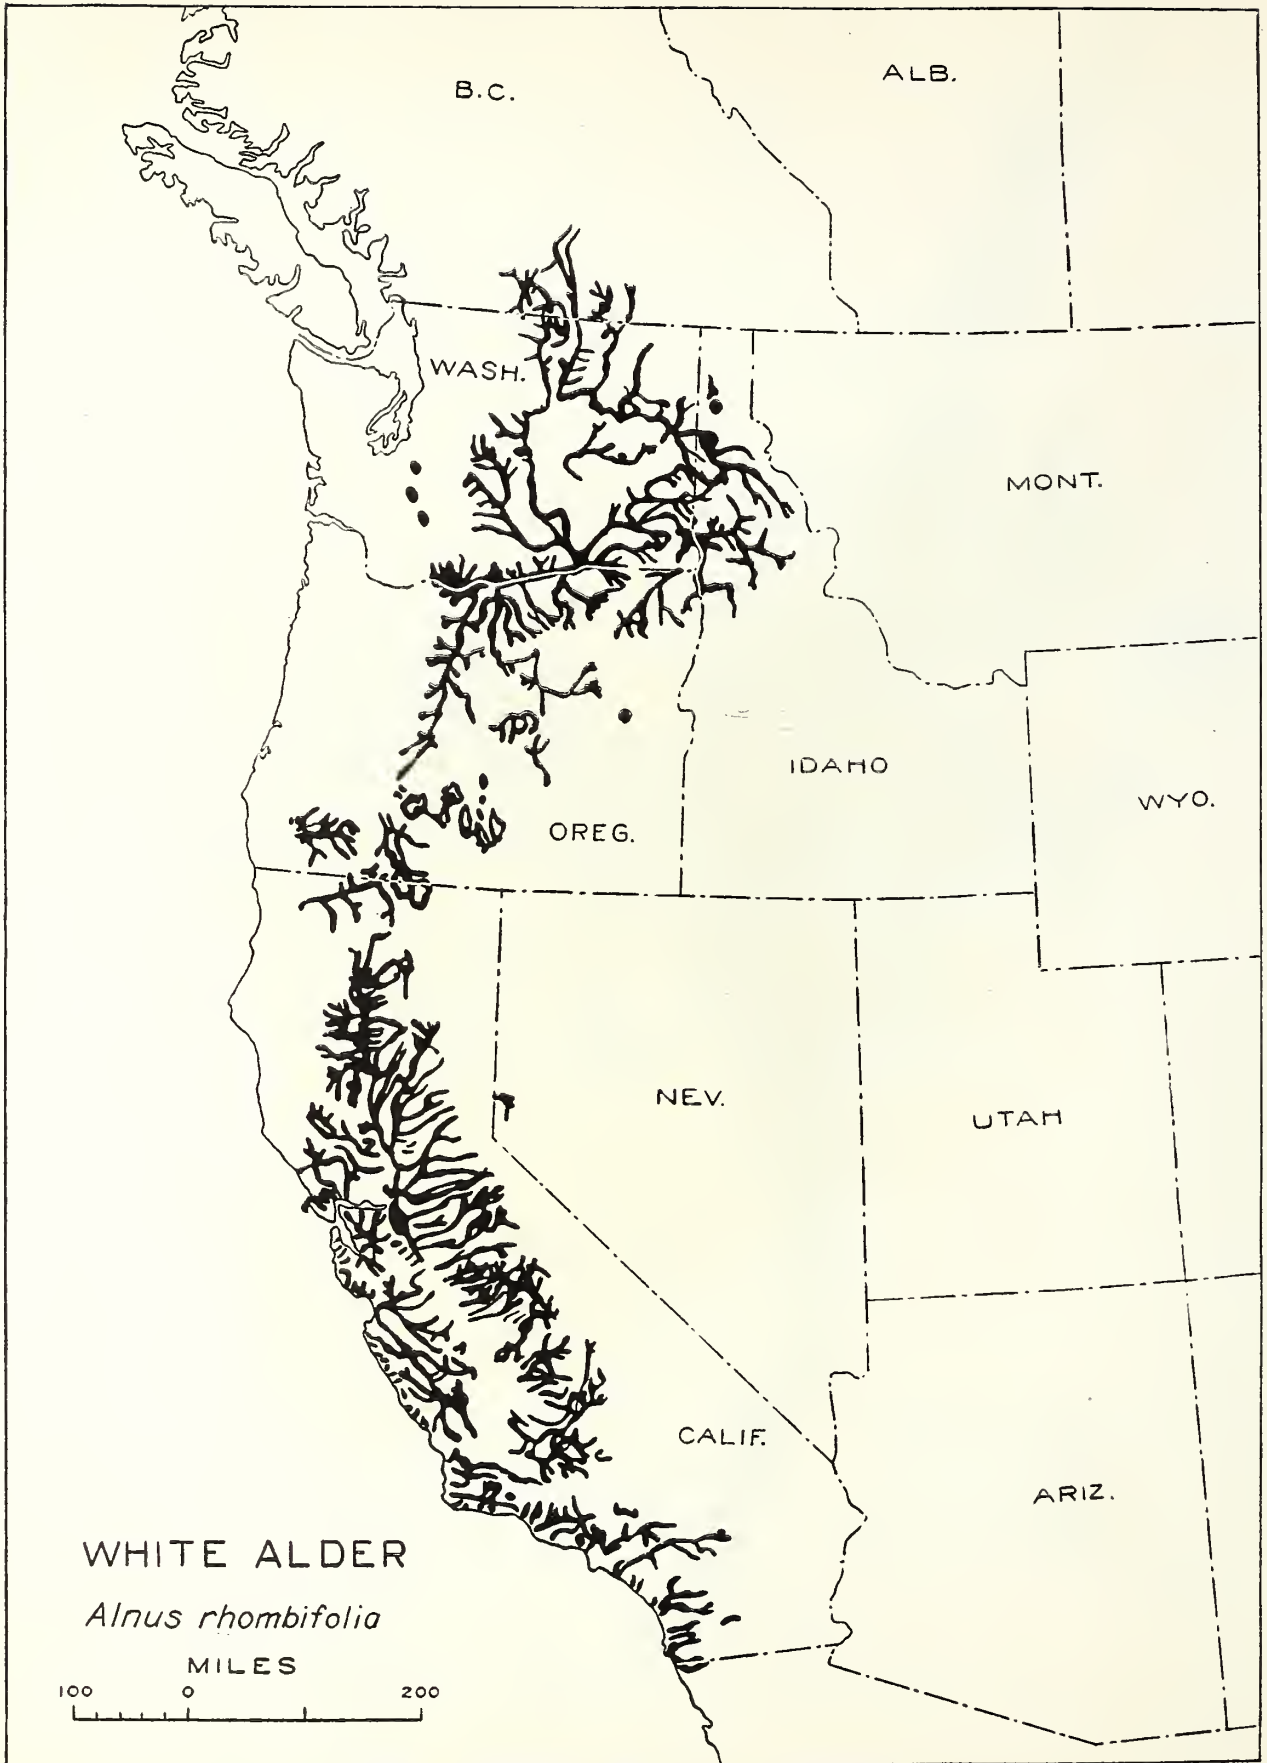 B.C.
ALB.
WASH.
MONT.
IDAHO
WYO.
OREG.
NEV.
UTAH
CALIF.
ARIZ.
WHITE ALDER
Alnus rhombifolia
MILES
100 0 200